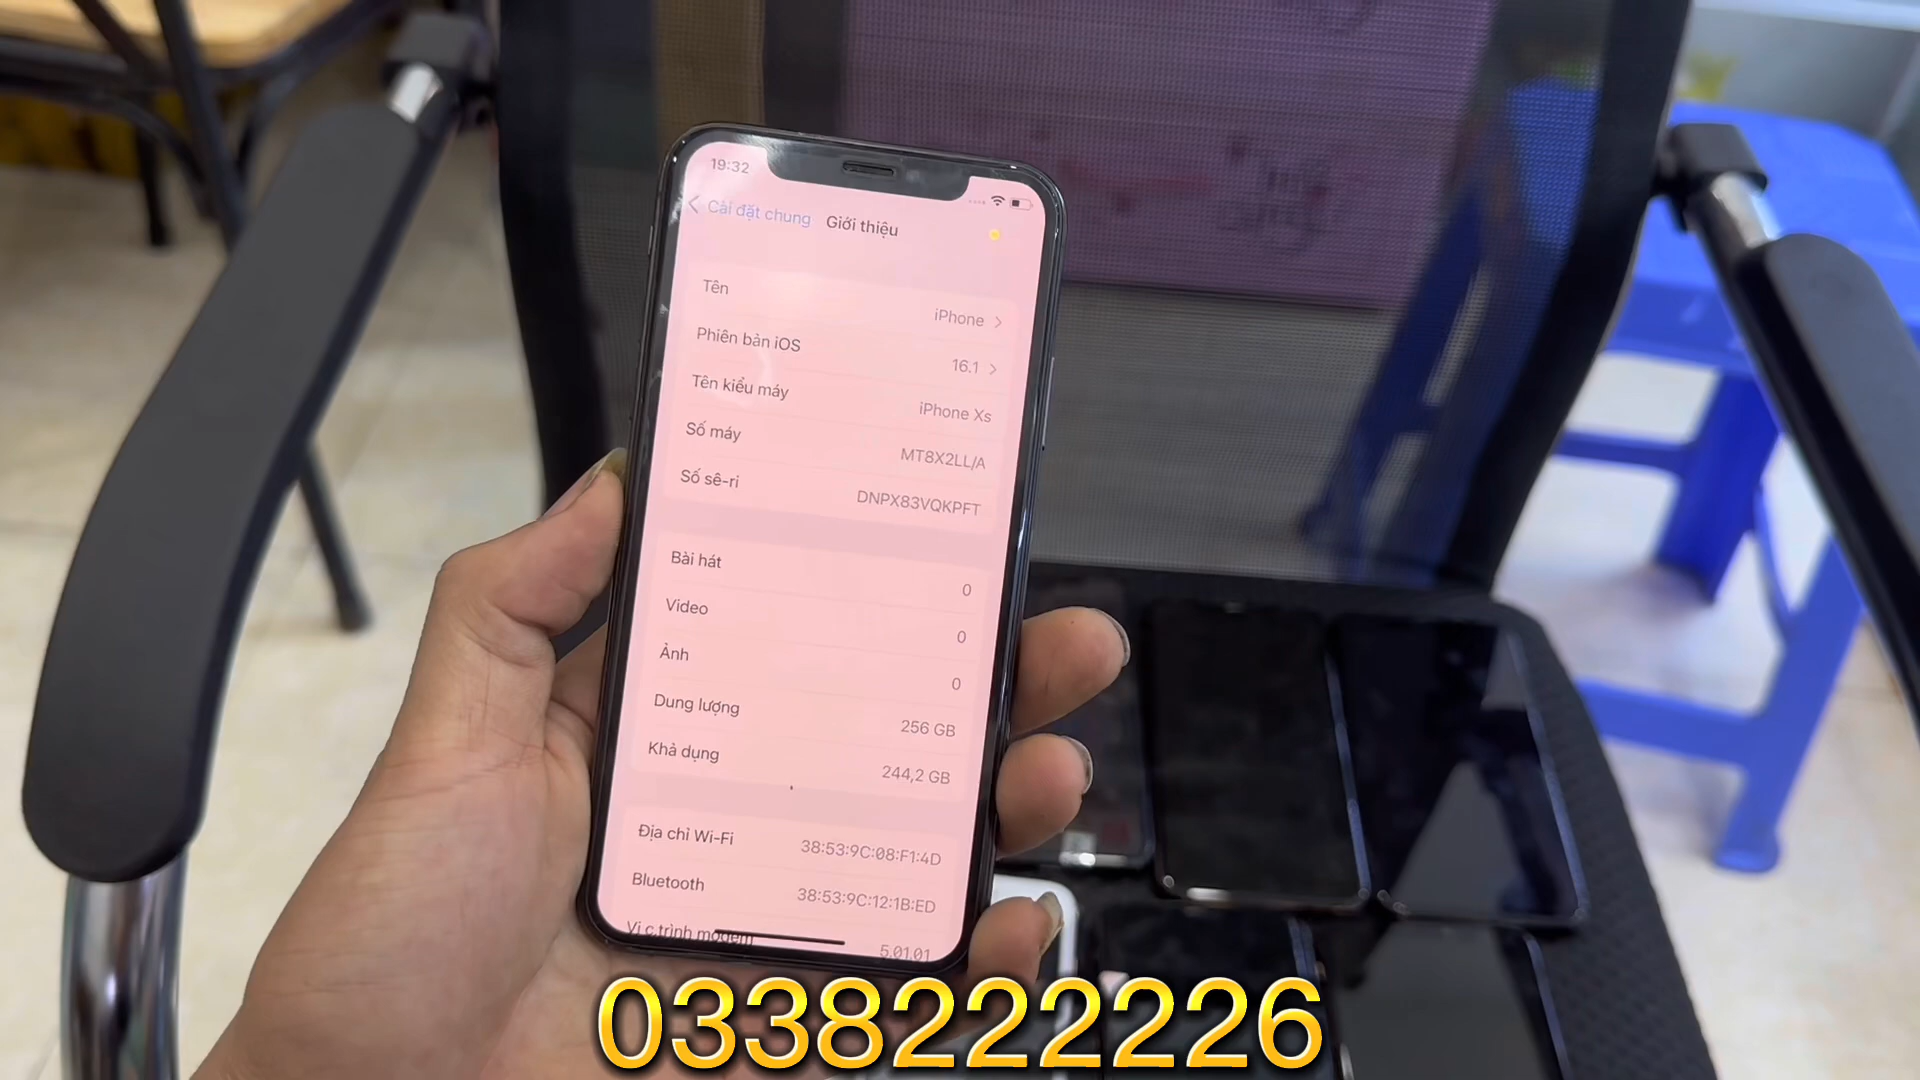 19:32
Cài đặt chung Giới thiệu
Tên iPhone
Phiên bản iOS 16.1
Tên kiểu máy iPhone Xs
Số máy MT8X2LL/A
Số sê-ri DNPX83VQKPFT
Bài hát 0
Video 0
Ảnh 0
Dung lượng 256 GB
Khả dụng 244,2 GB
Địa chỉ Wi-Fi 38:53:9C:08:F1:4D
Bluetooth 38:53:9C:12:1B:ED
Vi c.trình modem 5.01.01
0338222226